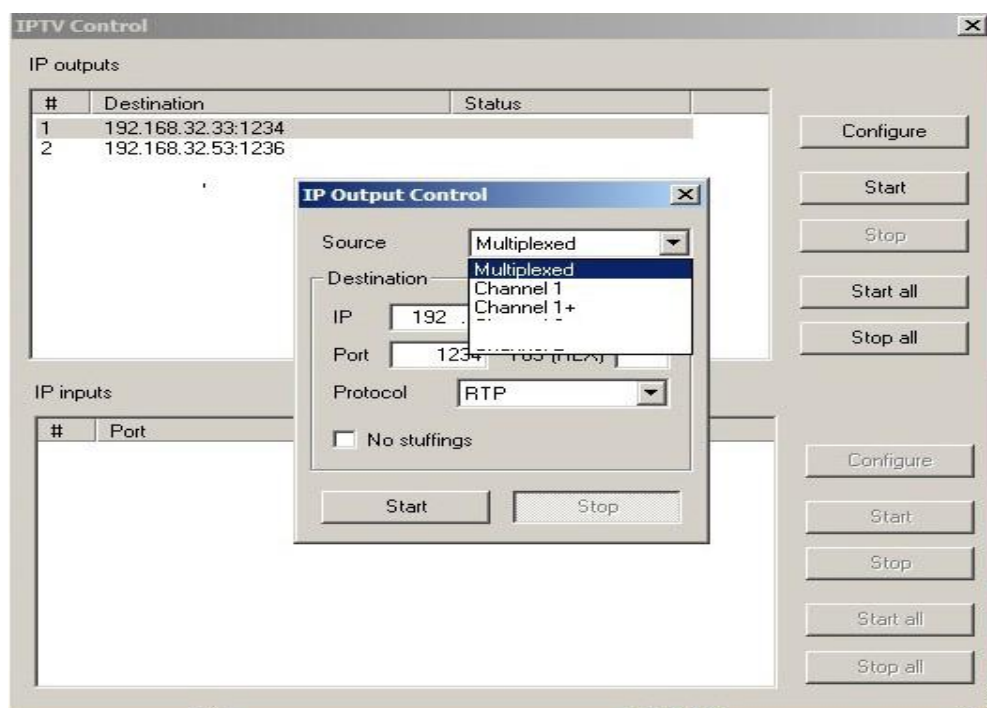 IPTV Control
IP outputs
# Destination Status
1 192.168.32.33:1234
2 192.168.32.53:1236
Configure
Start
Stop
Start all
Stop all
IP Output Control
Source Multiplexed
Multiplexed
Channel 1
Channel 1+
Destination
IP 192 .
Port 1234
Protocol RTP
No stuffings
Start Stop
IP inputs
# Port
Configure
Start
Stop
Start all
Stop all